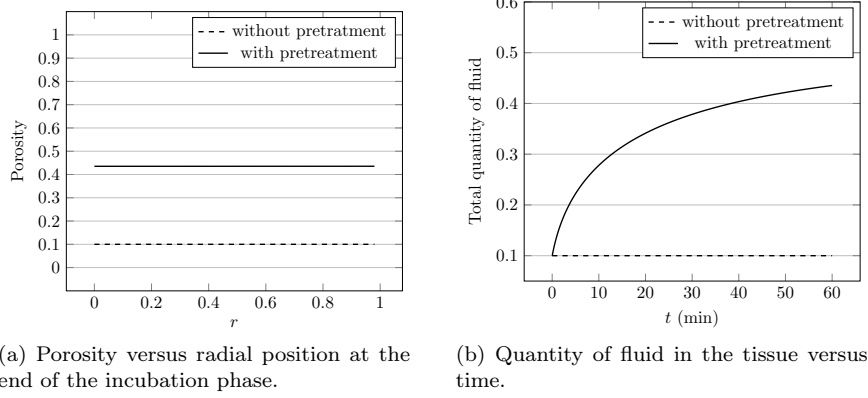 without pretratment
with pretreatment
1
0.9
0.8
0.7
0.6
0.5
0.4
0.3
0.2
0.1
0
Porosity
0 0.2 0.4 0.6 0.8 1
r
(a) Porosity versus radial position at the
end of the incubation phase.
without pretreatment
with pretreatment
0.6
0.5
0.4
0.3
0.2
0.1
Total quantity of fluid
0 10 20 30 40 50 60
t (min)
(b) Quantity of fluid in the tissue versus
time.